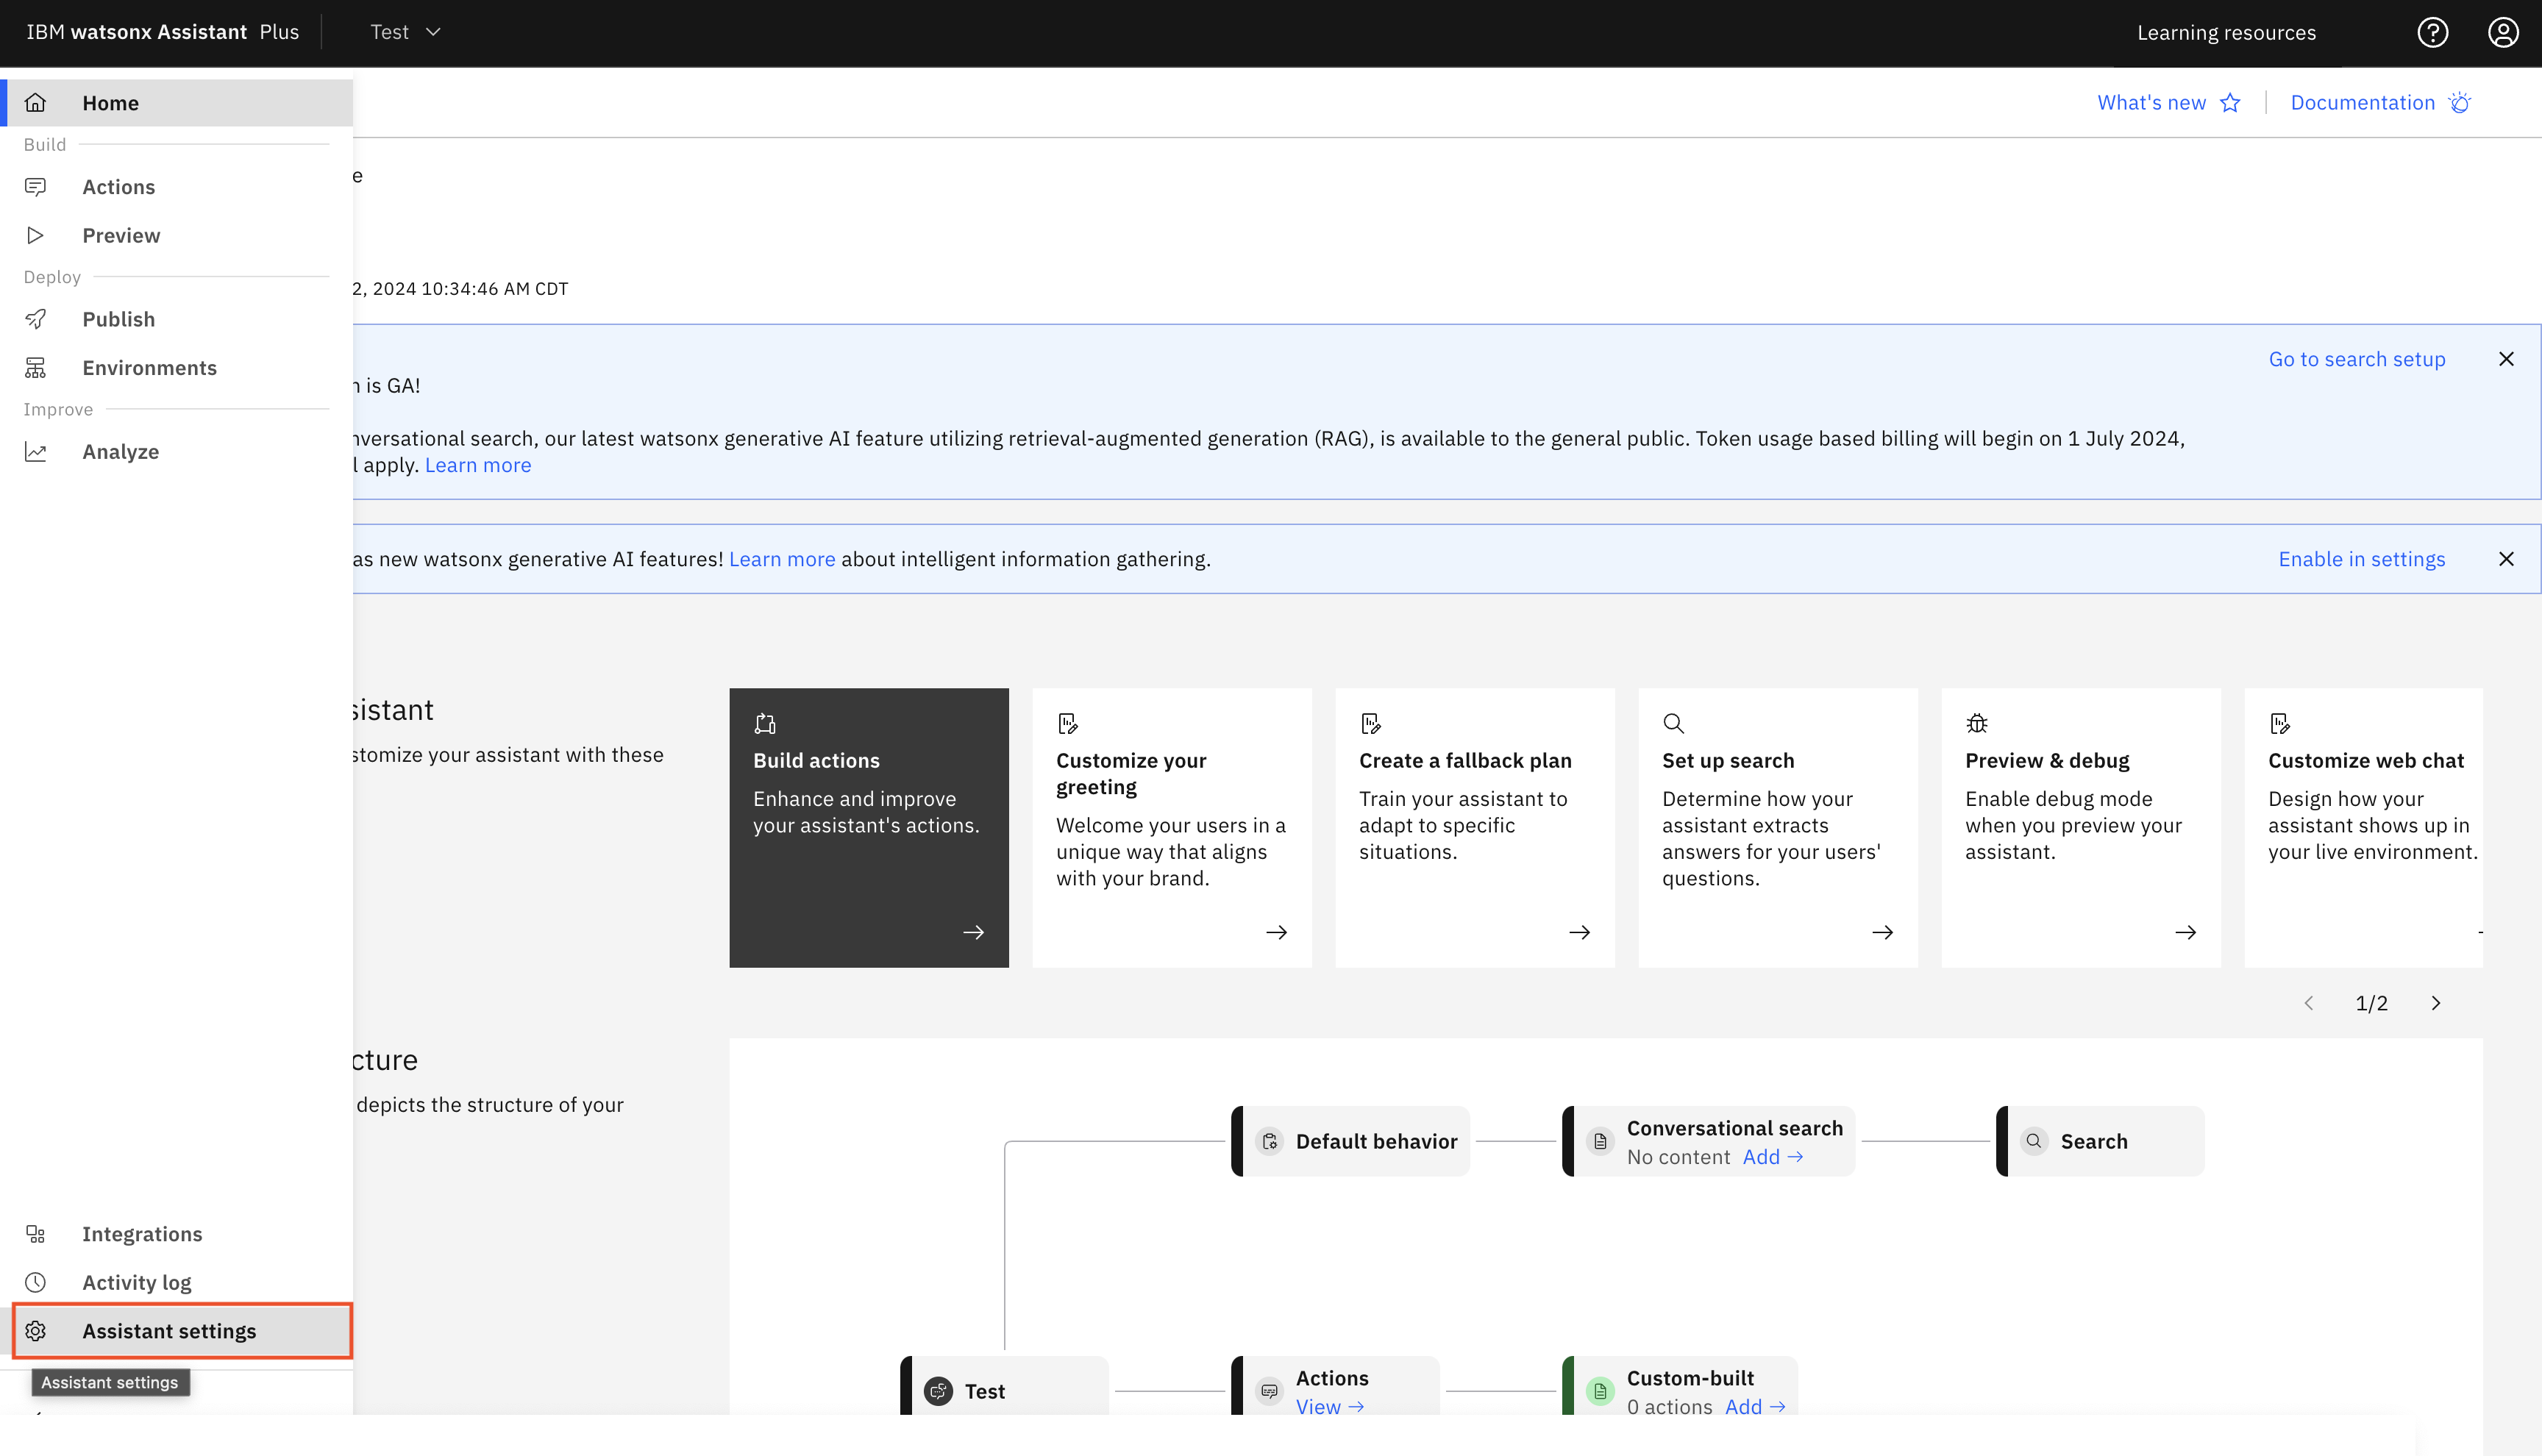 IBM watsonx Assistant Plus
Test
Learning resources
Home
Build
Actions
Preview
Deploy
Publish
Environments
Improve
Analyze
Integrations
Activity log
Assistant settings
Assistant settings
What's new
Documentation
e
2, 2024 10:34:46 AM CDT
Go to search setup
is GA!
nversational search, our latest watsonx generative AI feature utilizing retrieval-augmented generation (RAG), is available to the general public. Token usage based billing will begin on 1 July 2024,
l apply. Learn more
as new watsonx generative AI features! Learn more about intelligent information gathering.
Enable in settings
sistant
stomize your assistant with these
Build actions
Enhance and improve
your assistant's actions.
Customize your
greeting
Welcome your users in a
unique way that aligns
with your brand.
Create a fallback plan
Train your assistant to
adapt to specific
situations.
Set up search
Determine how your
assistant extracts
answers for your users'
questions.
Preview & debug
Enable debug mode
when you preview your
assistant.
Customize web chat
Design how your
assistant shows up in
your live environment.
1/2
cture
depicts the structure of your
Default behavior
Conversational search
No content Add
Search
Test
Actions
View
Custom-built
0 actions Add